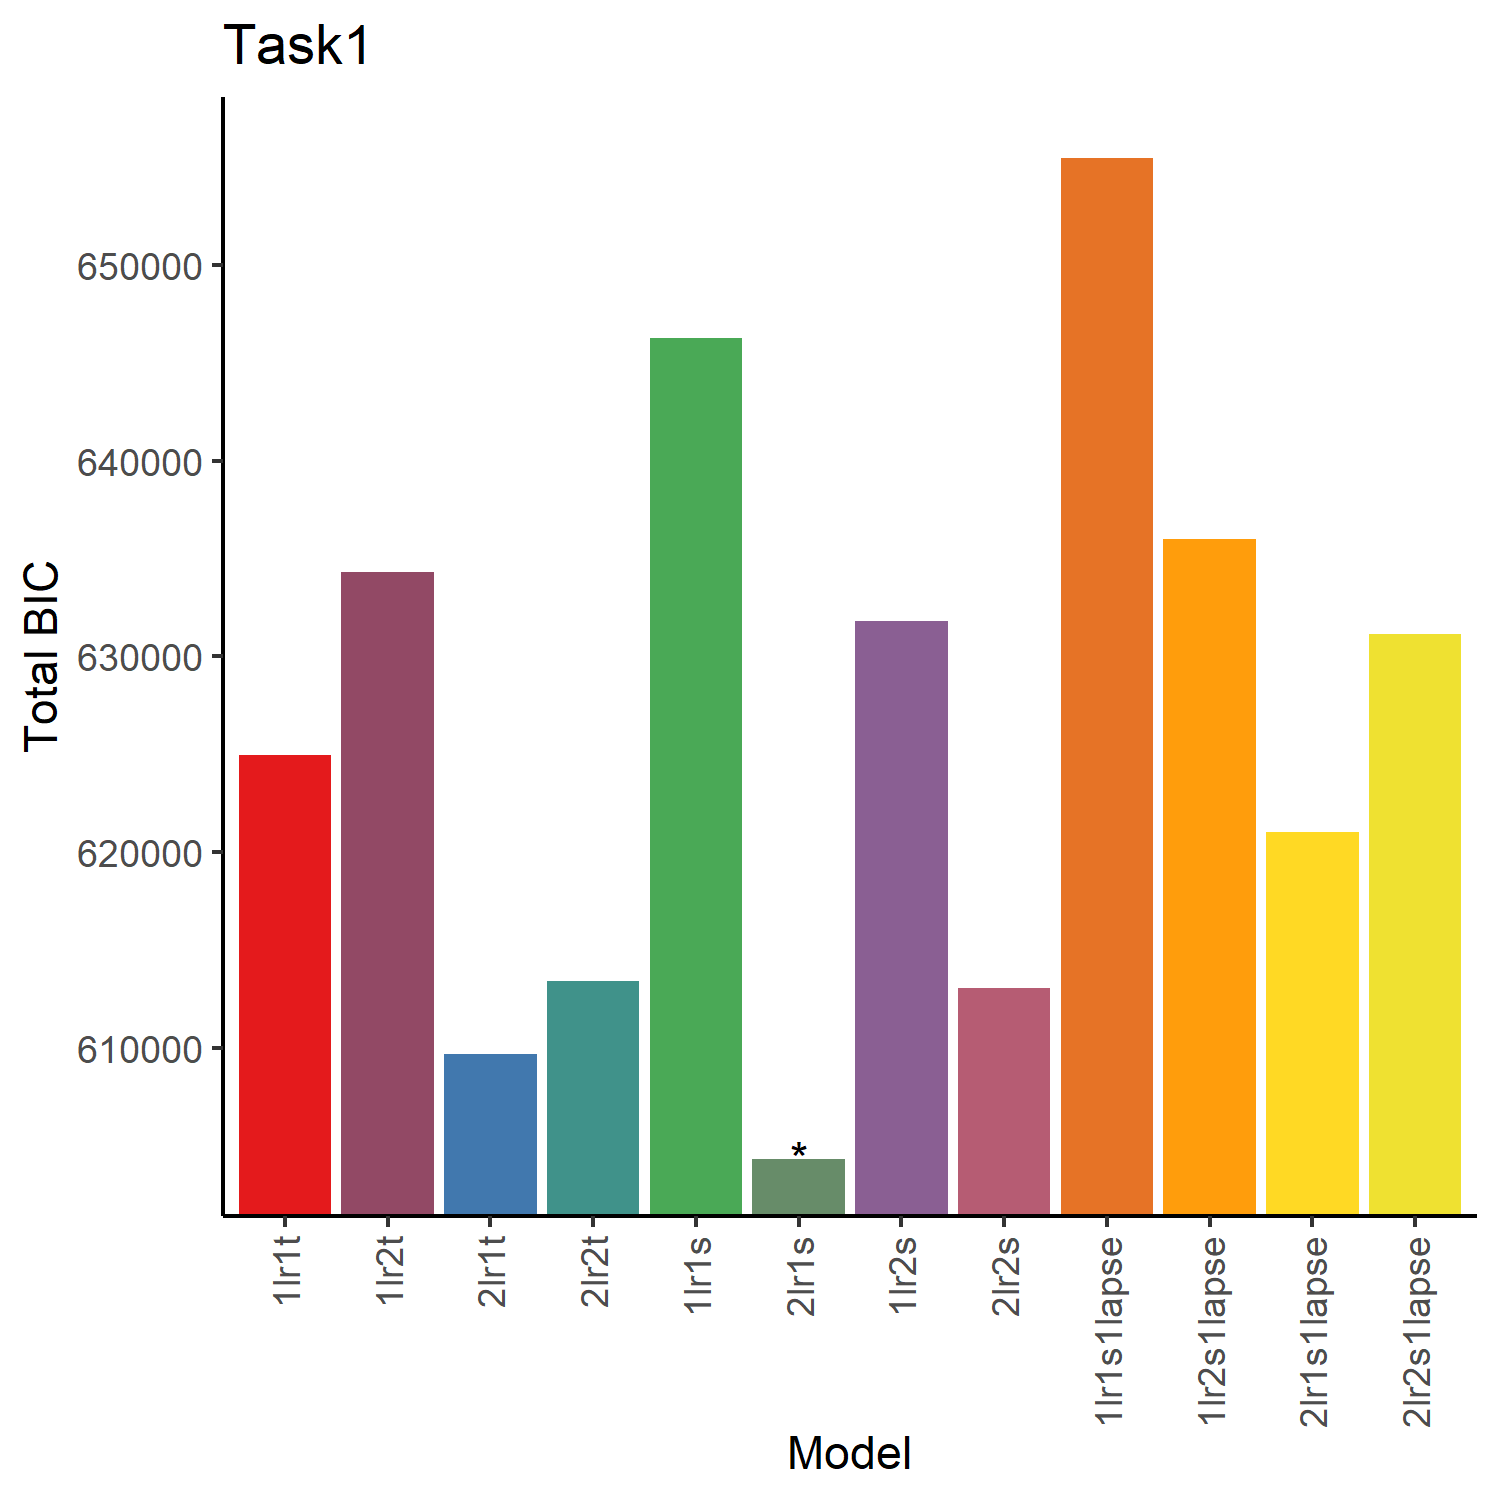 Task1
Total BIC
650000
640000
630000
620000
610000
*
1lr1t
1lr2t
2lr1t
2lr2t
1lr1s
2lr1s
1lr2s
2lr2s
1lr1s1lapse
1lr2s1lapse
2lr1s1lapse
2lr2s1lapse
Model